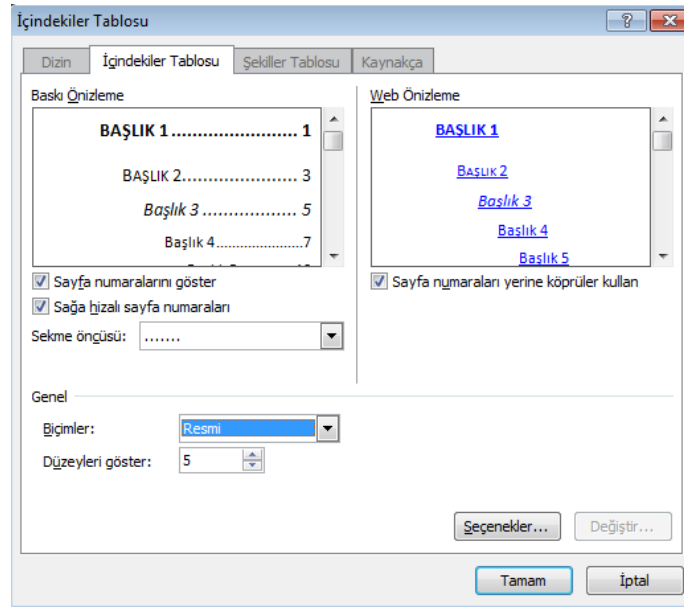 İçindekiler Tablosu
Dizin İçindekiler Tablosu Şekiller Tablosu Kaynakça
Baskı Önizleme
BAŞLIK 1........................ 1
BAŞLIK 2...................... 3
Başlık 3 .................. 5
Başlık 4......................7
Web Önizleme
BAŞLIK 1
BAŞLIK 2
Başlık 3
Başlık 4
Başlık 5
Sayfa numaralarını göster
Sağa hizalı sayfa numaraları
Sekme öncüsü: .......
Sayfa numaraları yerine köprüler kullan
Genel
Biçimler: Resmi
Düzeyleri göster: 5
Seçenekler... Değiştir...
Tamam İptal